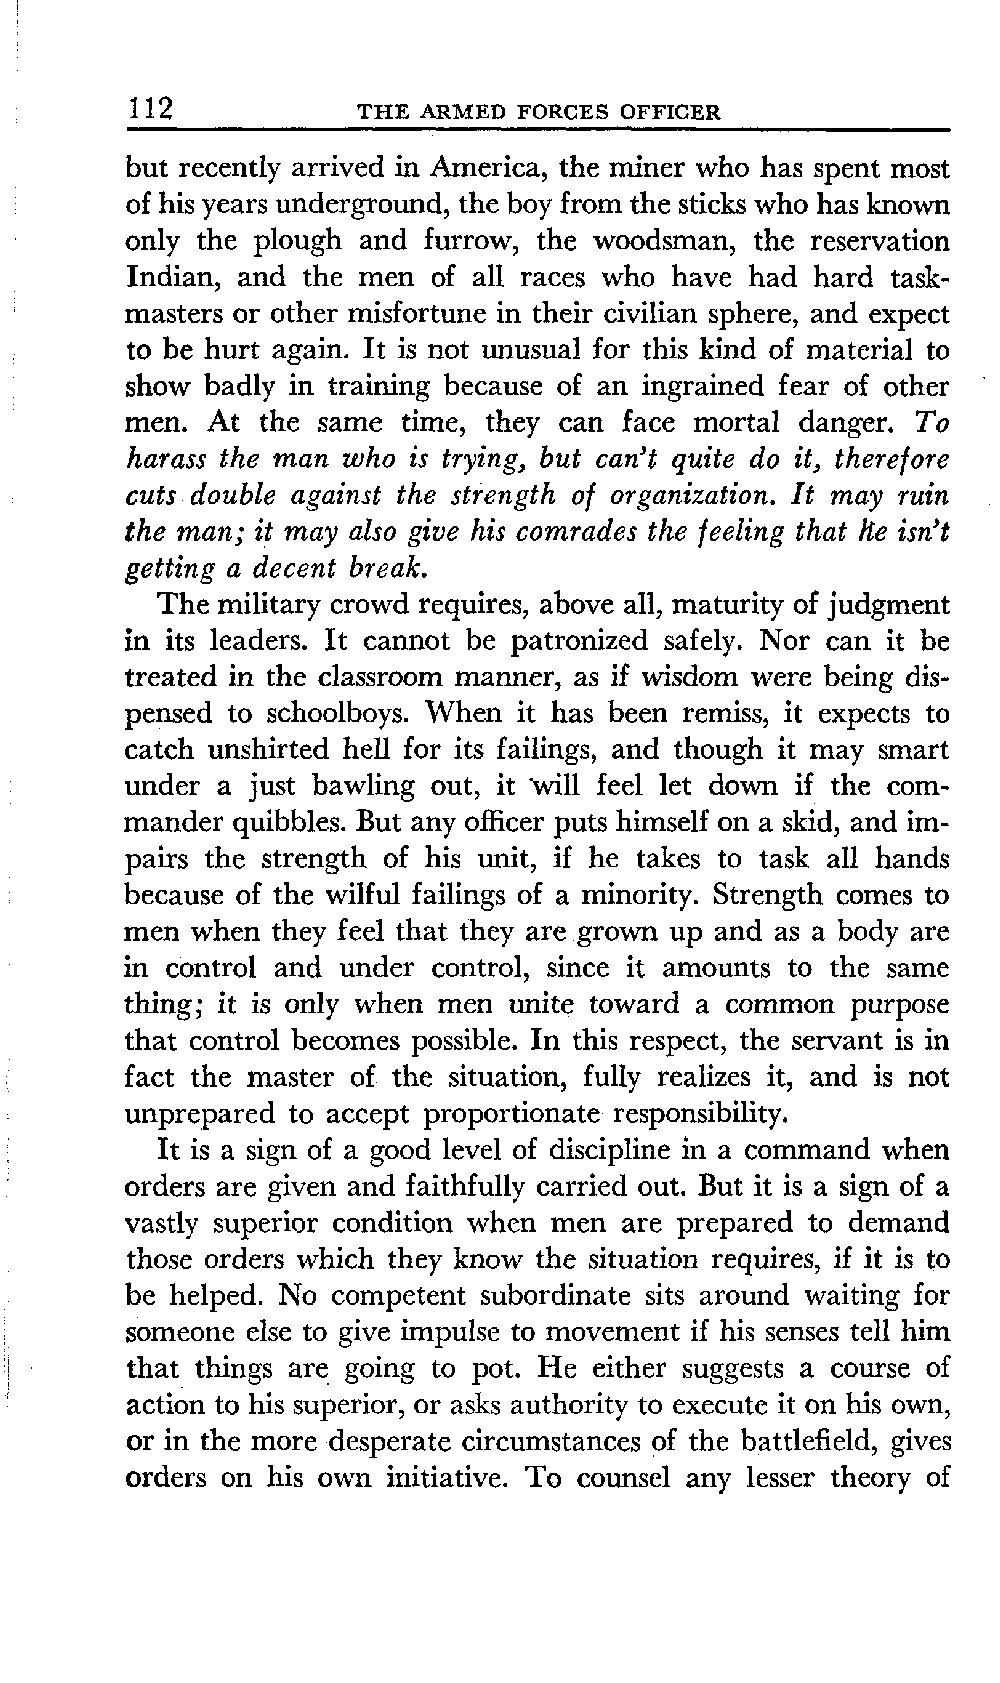 112 THE ARMED FORCES OFFICER
but recently arrived in America, the miner who has spent most
of his years underground, the boy from the sticks who has known
only the plough and furrow, the woodsman, the reservation
Indian, and the men of all races who have had hard task-
masters or other misfortune in their civilian sphere, and expect
to be hurt again. It is not unusual for this kind of material to
show badly in training because of an ingrained fear of other
men. At the same time, they can face mortal danger. To
harass the man who is trying, but can't quite do it, therefore
cuts double against the strength of organization. It may ruin
the man; it may also give his comrades the feeling that he isn't
getting a decent break.
The military crowd requires, above all, maturity of judgment
in its leaders. It cannot be patronized safely. Nor can it be
treated in the classroom manner, as if wisdom were being dis-
pensed to schoolboys. When it has been remiss, it expects to
catch unshirted hell for its failings, and though it may smart
under a just bawling out, it will feel let down if the com-
mander quibbles. But any officer puts himself on a skid, and im-
pairs the strength of his unit, if he takes to task all hands
because of the wilful failings of a minority. Strength comes to
men when they feel that they are grown up and as a body are
in control and under control, since it amounts to the same
thing; it is only when men unite toward a common purpose
that control becomes possible. In this respect, the servant is in
fact the master of the situation, fully realizes it, and is not
unprepared to accept proportionate responsibility.
It is a sign of a good level of discipline in a command when
orders are given and faithfully carried out. But it is a sign of a
vastly superior condition when men are prepared to demand
those orders which they know the situation requires, if it is to
be helped. No competent subordinate sits around waiting for
someone else to give impulse to movement if his senses tell him
that things are going to pot. He either suggests a course of
action to his superior, or asks authority to execute it on his own,
or in the more desperate circumstances of the battlefield, gives
orders on his own initiative. To counsel any lesser theory of